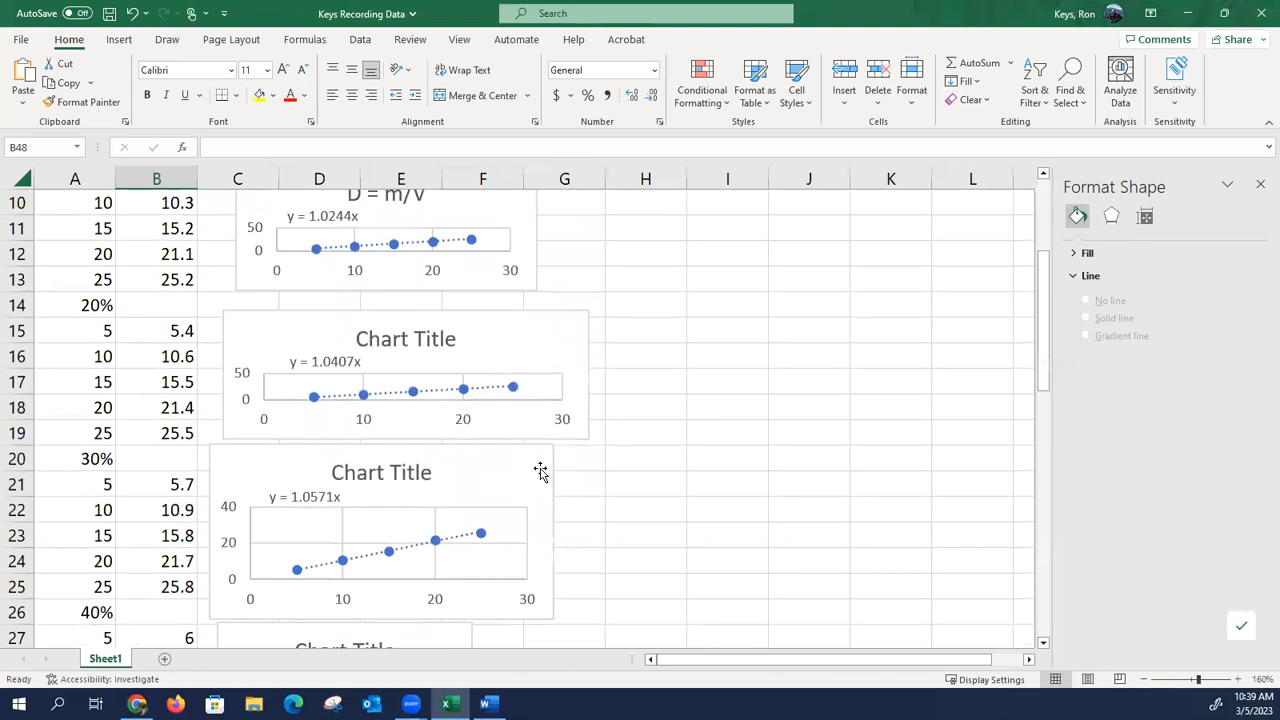 AutoSave Off Keys Recording Data Search Keys, Ron
File Home Insert Draw Page Layout Formulas Data Review View Automate Help Acrobat Comments Share
Paste Cut Copy Format Painter Clipboard
Calibri 11 A A B I U A Font
Wrap Text Merge & Center Alignment
General $ % Number
Conditional Formatting Format as Table Cell Styles Styles
Insert Delete Format Cells
AutoSum Fill Clear Sort & Filter Find & Select Editing
Analyze Data Analysis
Sensitivity Sensitivity
B48 fx
A B C D E F G H I J K L
10 10 10.3
11 15 15.2
12 20 21.1
13 25 25.2
14 20%
15 5 5.4
16 10 10.6
17 15 15.5
18 20 21.4
19 25 25.5
20 30%
21 5 5.7
22 10 10.9
23 15 15.8
24 20 21.7
25 25 25.8
26 40%
27 5 6
D = m/V
y = 1.0244x
50
0
0 10 20 30
Chart Title
y = 1.0407x
50
0
0 10 20 30
Chart Title
y = 1.0571x
40
20
0
0 10 20 30
Chart Title
Format Shape
Fill
Line
No line
Solid line
Gradient line
Sheet1
Ready Accessibility: Investigate Display Settings 160%
10:39 AM
3/5/2023